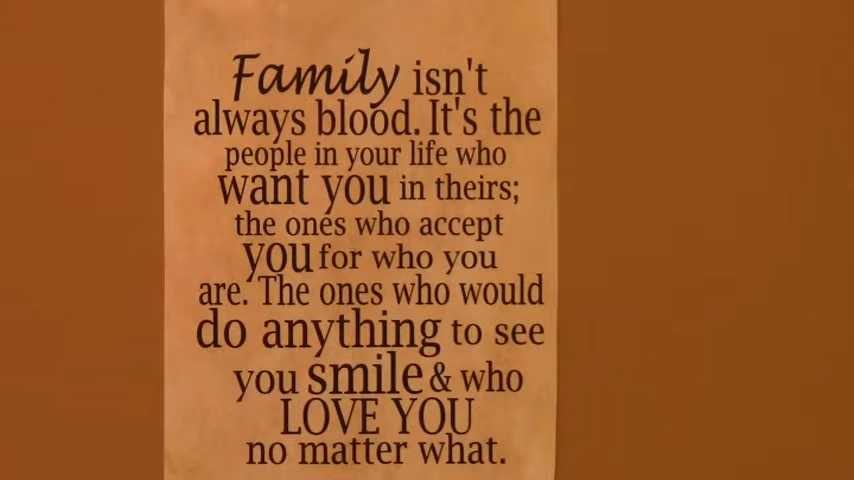 Family isn't
always blood. It's the
people in your life who
want you in theirs;
the ones who accept
you for who you
are. The ones who would
do anything to see
you smile & who
LOVE YOU
no matter what.